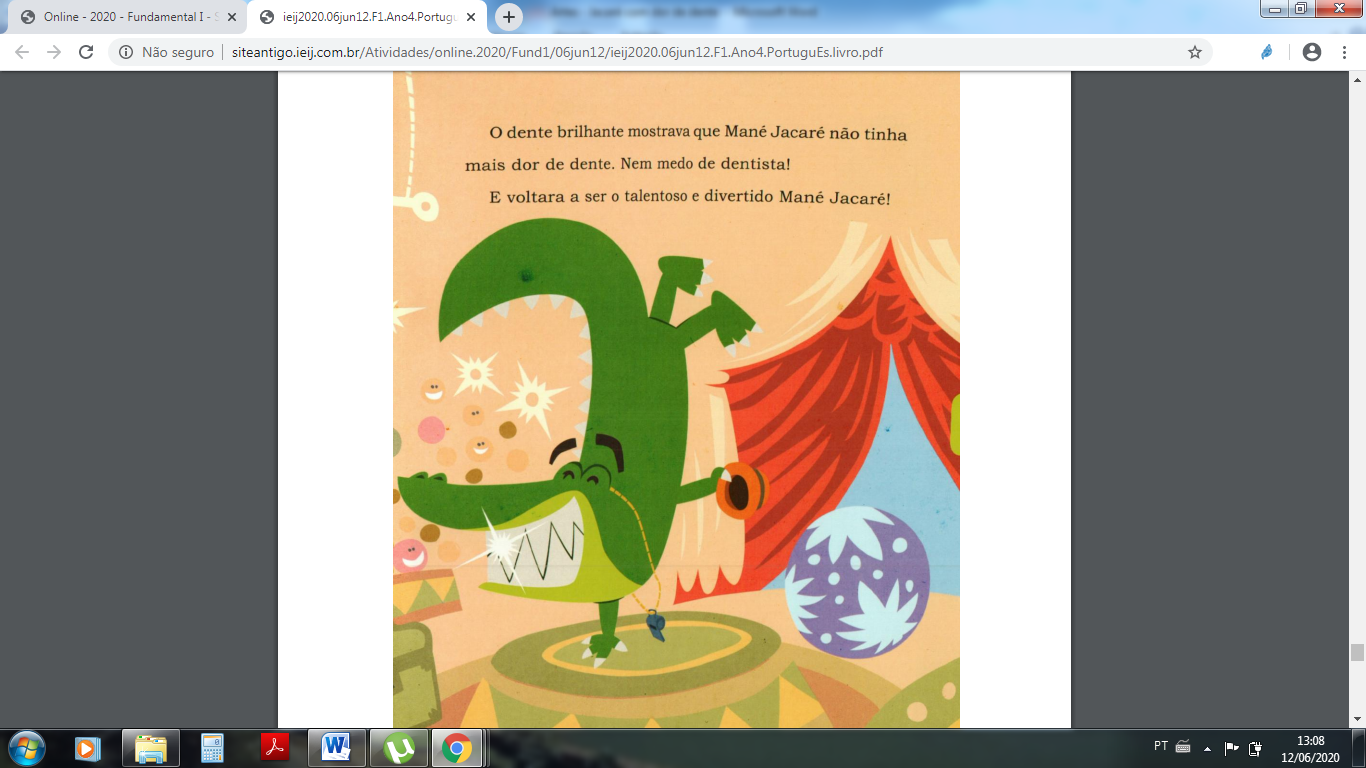 Online - 2020 - Fundamental I - S
ieij2020.06jun12.F1.Ano4.Portugu
Não seguro
siteantigo.ieij.com.br/Atividades/online.2020/Fund1/06jun12/ieij2020.06jun12.F1.Ano4.PortuguEs.livro.pdf
O dente brilhante mostrava que Mané Jacaré não tinha
mais dor de dente. Nem medo de dentista!
E voltara a ser o talentoso e divertido Mané Jacaré!
PT
13:08
12/06/2020